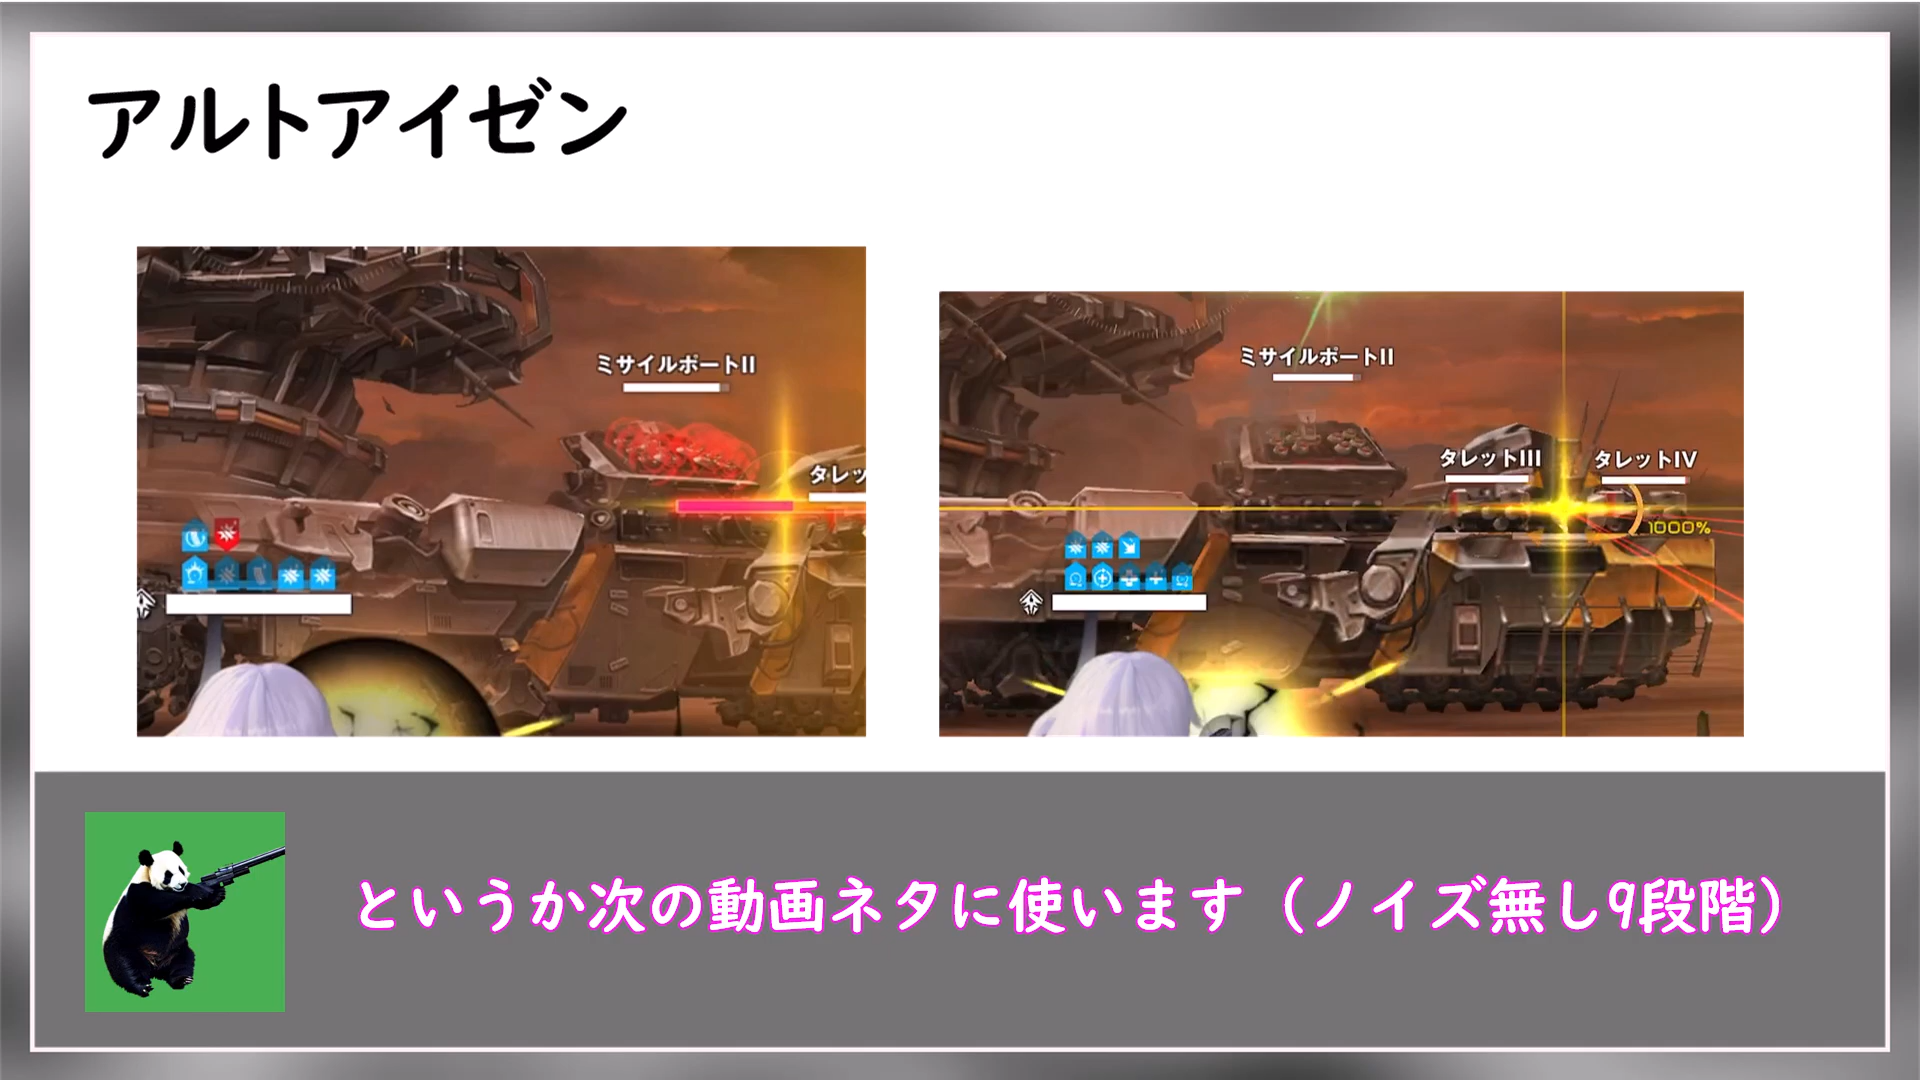 アルトアイゼン
ミサイルポートII
タレッ
ミサイルポートII
タレットIII
タレットIV
1000%
というか次の動画ネタに使います（ノイズ無し9段階）